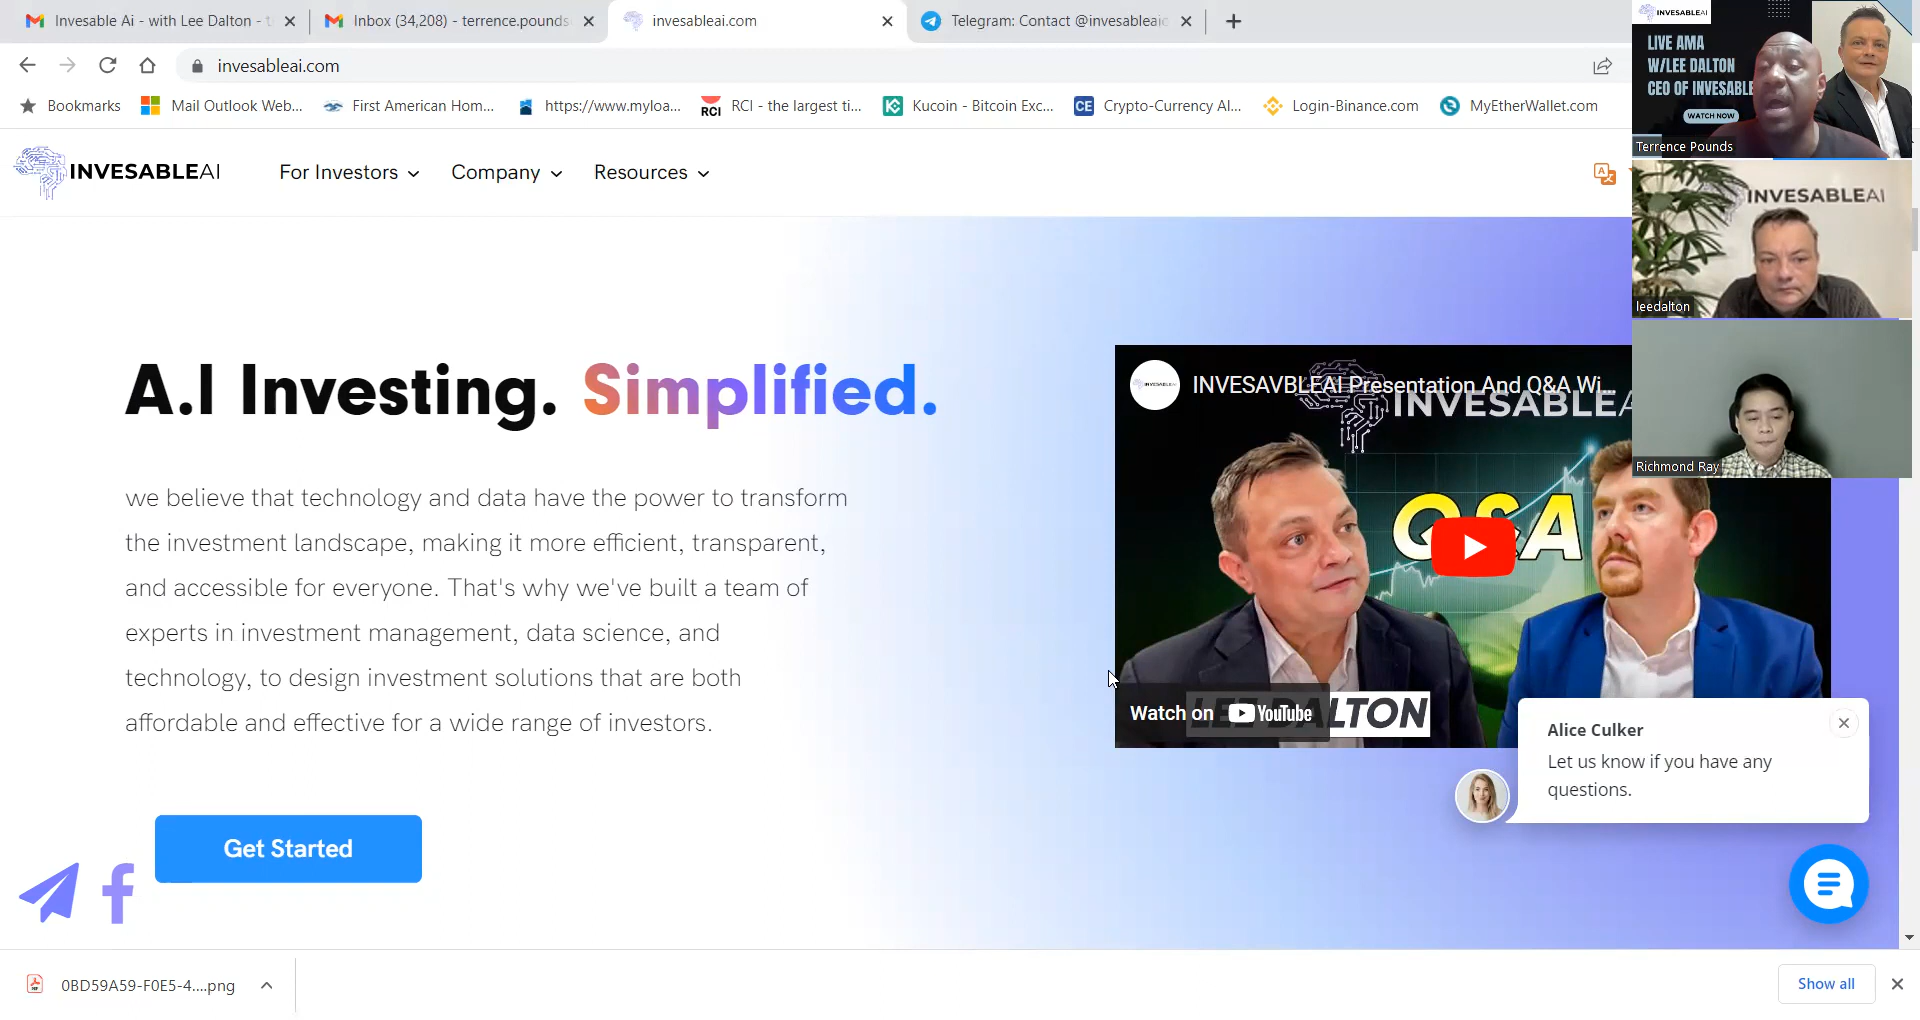 Invesable Ai - with Lee Dalton - t
Inbox (34,208) - terrence.pounds
invesableai.com
Telegram: Contact @invesableai
invesableai.com
Bookmarks
Mail Outlook Web...
First American Hom...
https://www.myloa...
RCI
RCI - the largest ti...
Kucoin - Bitcoin Exc...
CE
Crypto-Currency Al...
Login-Binance.com
MyEtherWallet.com
INVESABLEAI
For Investors
Company
Resources
A.I Investing. Simplified.
we believe that technology and data have the power to transform
the investment landscape, making it more efficient, transparent,
and accessible for everyone. That's why we've built a team of
experts in investment management, data science, and
technology, to design investment solutions that are both
affordable and effective for a wide range of investors.
Get Started
INVESAVBLEAI Presentation And Q&A Wi...
INVESABLEA
Q&A
Watch on YouTube
LEE DALTON
Alice Culker
Let us know if you have any
questions.
INVESABLEAI
LIVE AMA
W/LEE DALTON
CEO OF INVESABLE
WATCH NOW
Terrence Pounds
INVESABLEAI
leedalton
Richmond Ray
0BD59A59-F0E5-4....png
Show all